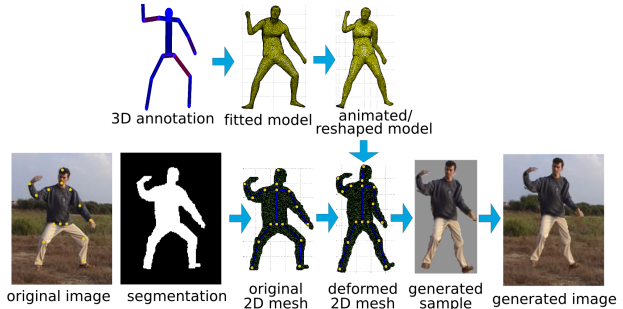 3D annotation
fitted model
animated/
reshaped model
original image
segmentation
original
2D mesh
deformed
2D mesh
generated
sample
generated image